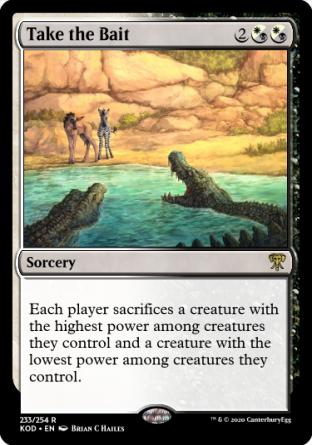 Take the Bait 2
Sorcery
Each player sacrifices a creature with
the highest power among creatures
they control and a creature with the
lowest power among creatures they
control.
233/254 R
KOD • EN Brian C Hailes
™ & © 2020 CanterburyEgg